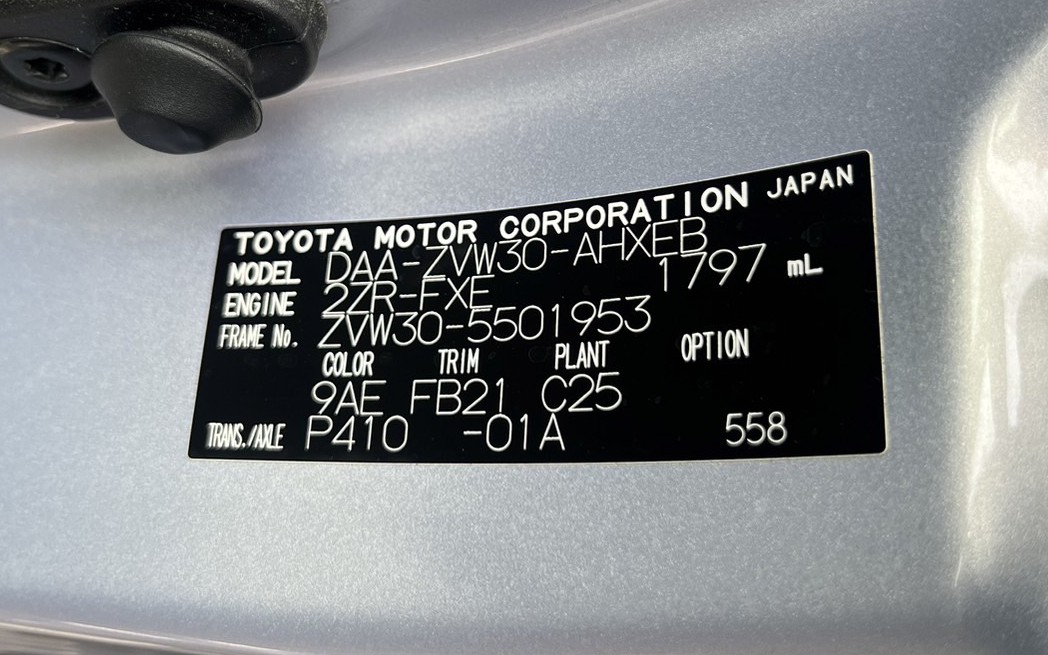 TOYOTA MOTOR CORPORATION JAPAN
MODEL DAA-ZVW30-AHXEB
ENGINE 2ZR-FXE 1797 mL
FRAME No. ZVW30-5501953
COLOR TRIM PLANT OPTION
9AE FB21 C25
TRANS./AXLE P410 -01A 558